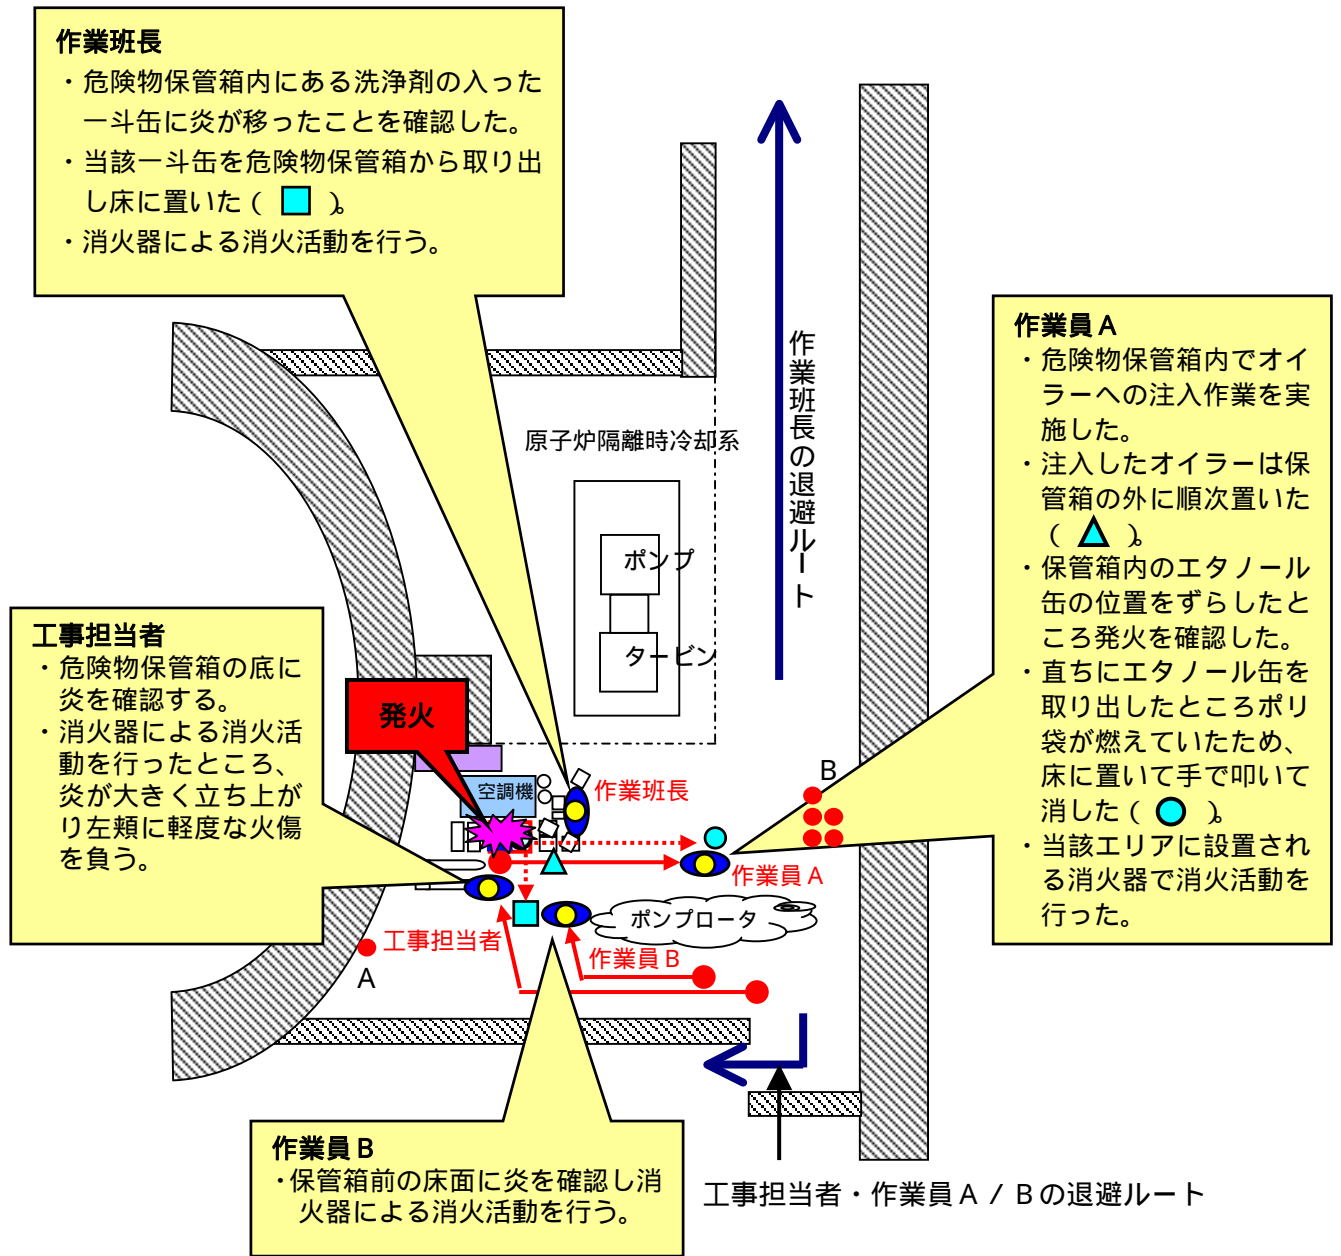 作業班長
・危険物保管箱内にある洗浄剤の入った
一斗缶に炎が移ったことを確認した。
・当該一斗缶を危険物保管箱から取り出
し床に置いた（ ）。
・消火器による消火活動を行う。
作業班長の退避ルート
作業員A
・危険物保管箱内でオイ
ラーへの注入作業を実
施した。
・注入したオイラーは保
管箱の外に順次置いた
（ ）。
・保管箱内のエタノール
缶の位置をずらしたと
ころ発火を確認した。
・直ちにエタノール缶を
取り出したところポリ
袋が燃えていたため、
床に置いて手で叩いて
消した（ ）。
・当該エリアに設置され
る消火器で消火活動を
行った。
原子炉隔離時冷却系
ポンプ
タービン
工事担当者
・危険物保管箱の底に
炎を確認する。
・消火器による消火活
動を行ったところ、
炎が大きく立ち上が
り左頬に軽度な火傷
を負う。
発火
空調機
作業班長
B
作業員A
ポンプロータ
工事担当者
作業員B
A
作業員B
・保管箱前の床面に炎を確認し消
火器による消火活動を行う。
工事担当者・作業員A／Bの退避ルート